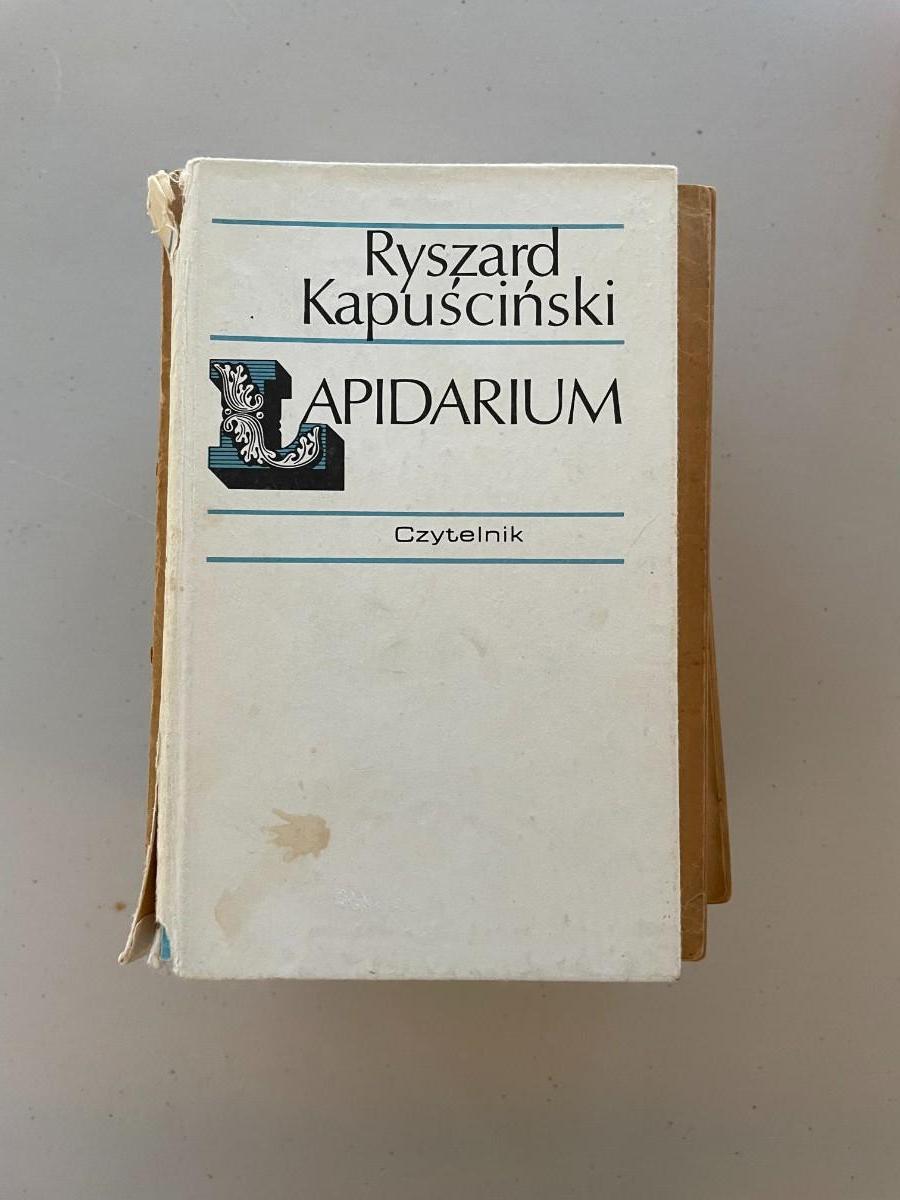 Ryszard
Kapuściński
LAPIDARIUM
Czytelnik